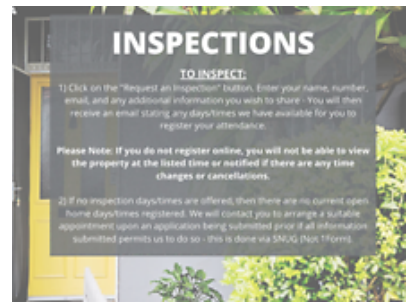 INSPECTIONS
TO INSPECT:
1) Click on the "Request an Inspection" button. Enter your name, number,
email, and any additional information you wish to share - You will then
receive an email stating any days/times we have available for you to
register your attendance.
Please Note: If you do not register online, you will not be able to view
the property at the listed time or notified if there are any time
changes or cancellations.
2) If no inspection days/times are offered, then there are no current open
home days/times registered. We will contact you to arrange a suitable
appointment upon an application being submitted prior if all information
submitted permits us to do so - this is done via SNUG (Not 1Form).